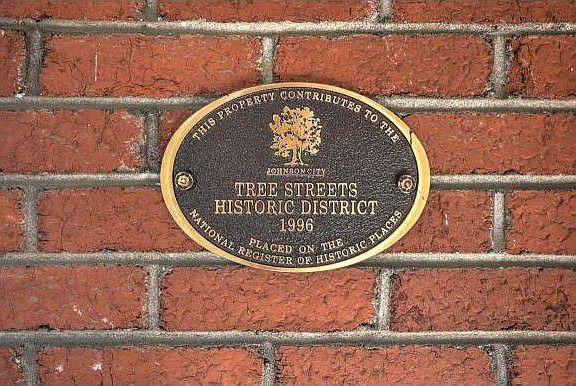 THIS PROPERTY CONTRIBUTES TO THE
JOHNSON CITY
TREE STREETS
HISTORIC DISTRICT
1996
PLACED ON THE
NATIONAL REGISTER OF HISTORIC PLACES